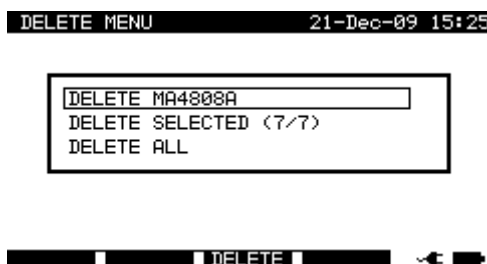 DELETE MENU 21-Dec-09 15:25
DELETE MA4808A
DELETE SELECTED (7/7)
DELETE ALL
DELETE